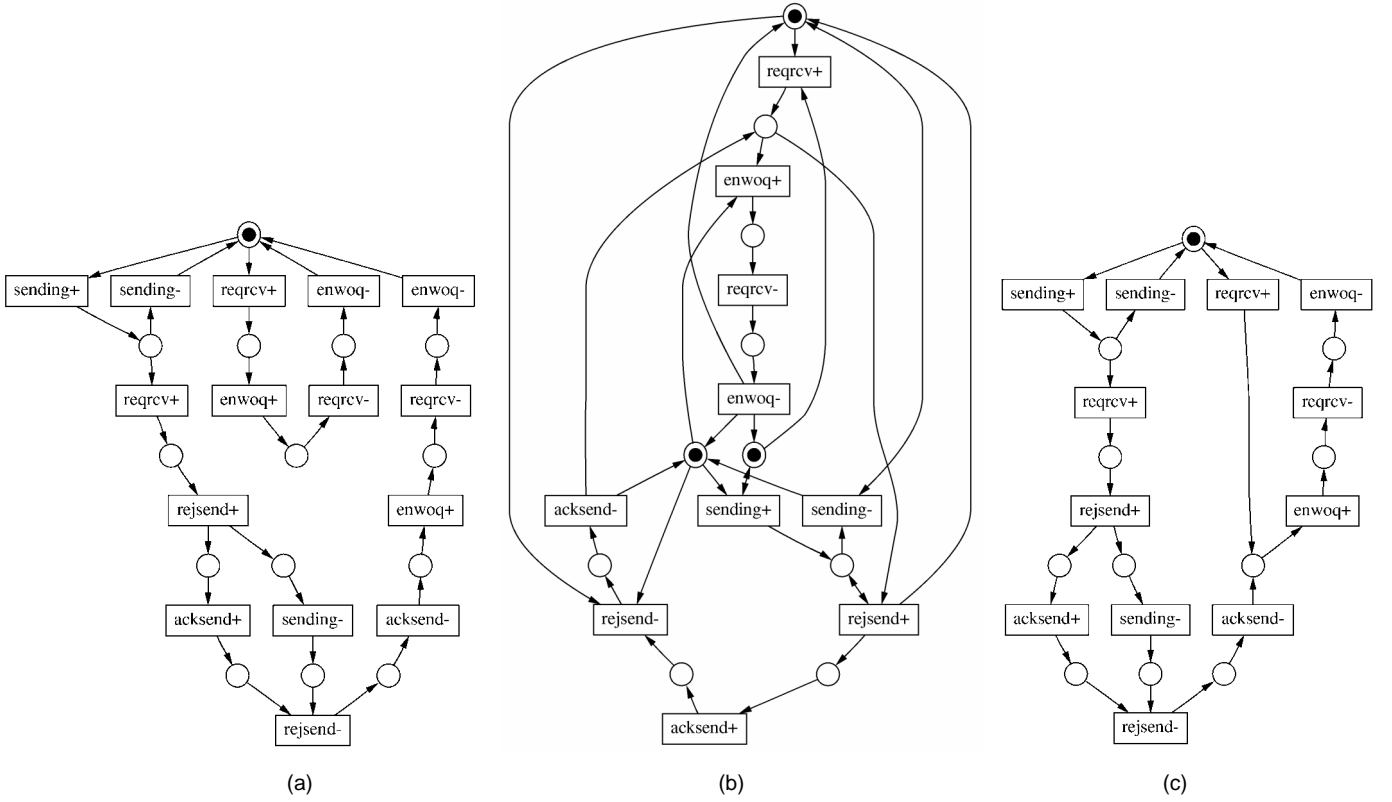 sending+
sending-
reqrcv+
enwoq-
enwoq-
reqrcv+
enwoq+
reqrcv-
reqrcv-
rejsend+
enwoq+
acksend+
sending-
acksend-
rejsend-
(a)
reqrcv+
enwoq+
reqrcv-
enwoq-
acksend-
sending+
sending-
rejsend-
rejsend+
acksend+
(b)
sending+
sending-
reqrcv+
enwoq-
reqrcv+
reqrcv-
rejsend+
enwoq+
acksend+
sending-
acksend-
rejsend-
(c)